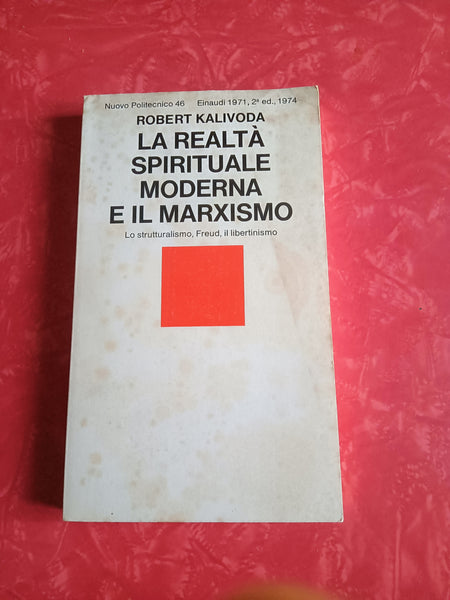 Nuovo Politecnico 46 Einaudi 1971, 2ª ed., 1974
ROBERT KALIVODA
LA REALTÀ
SPIRITUALE
MODERNA
E IL MARXISMO
Lo strutturalismo, Freud, il libertinismo